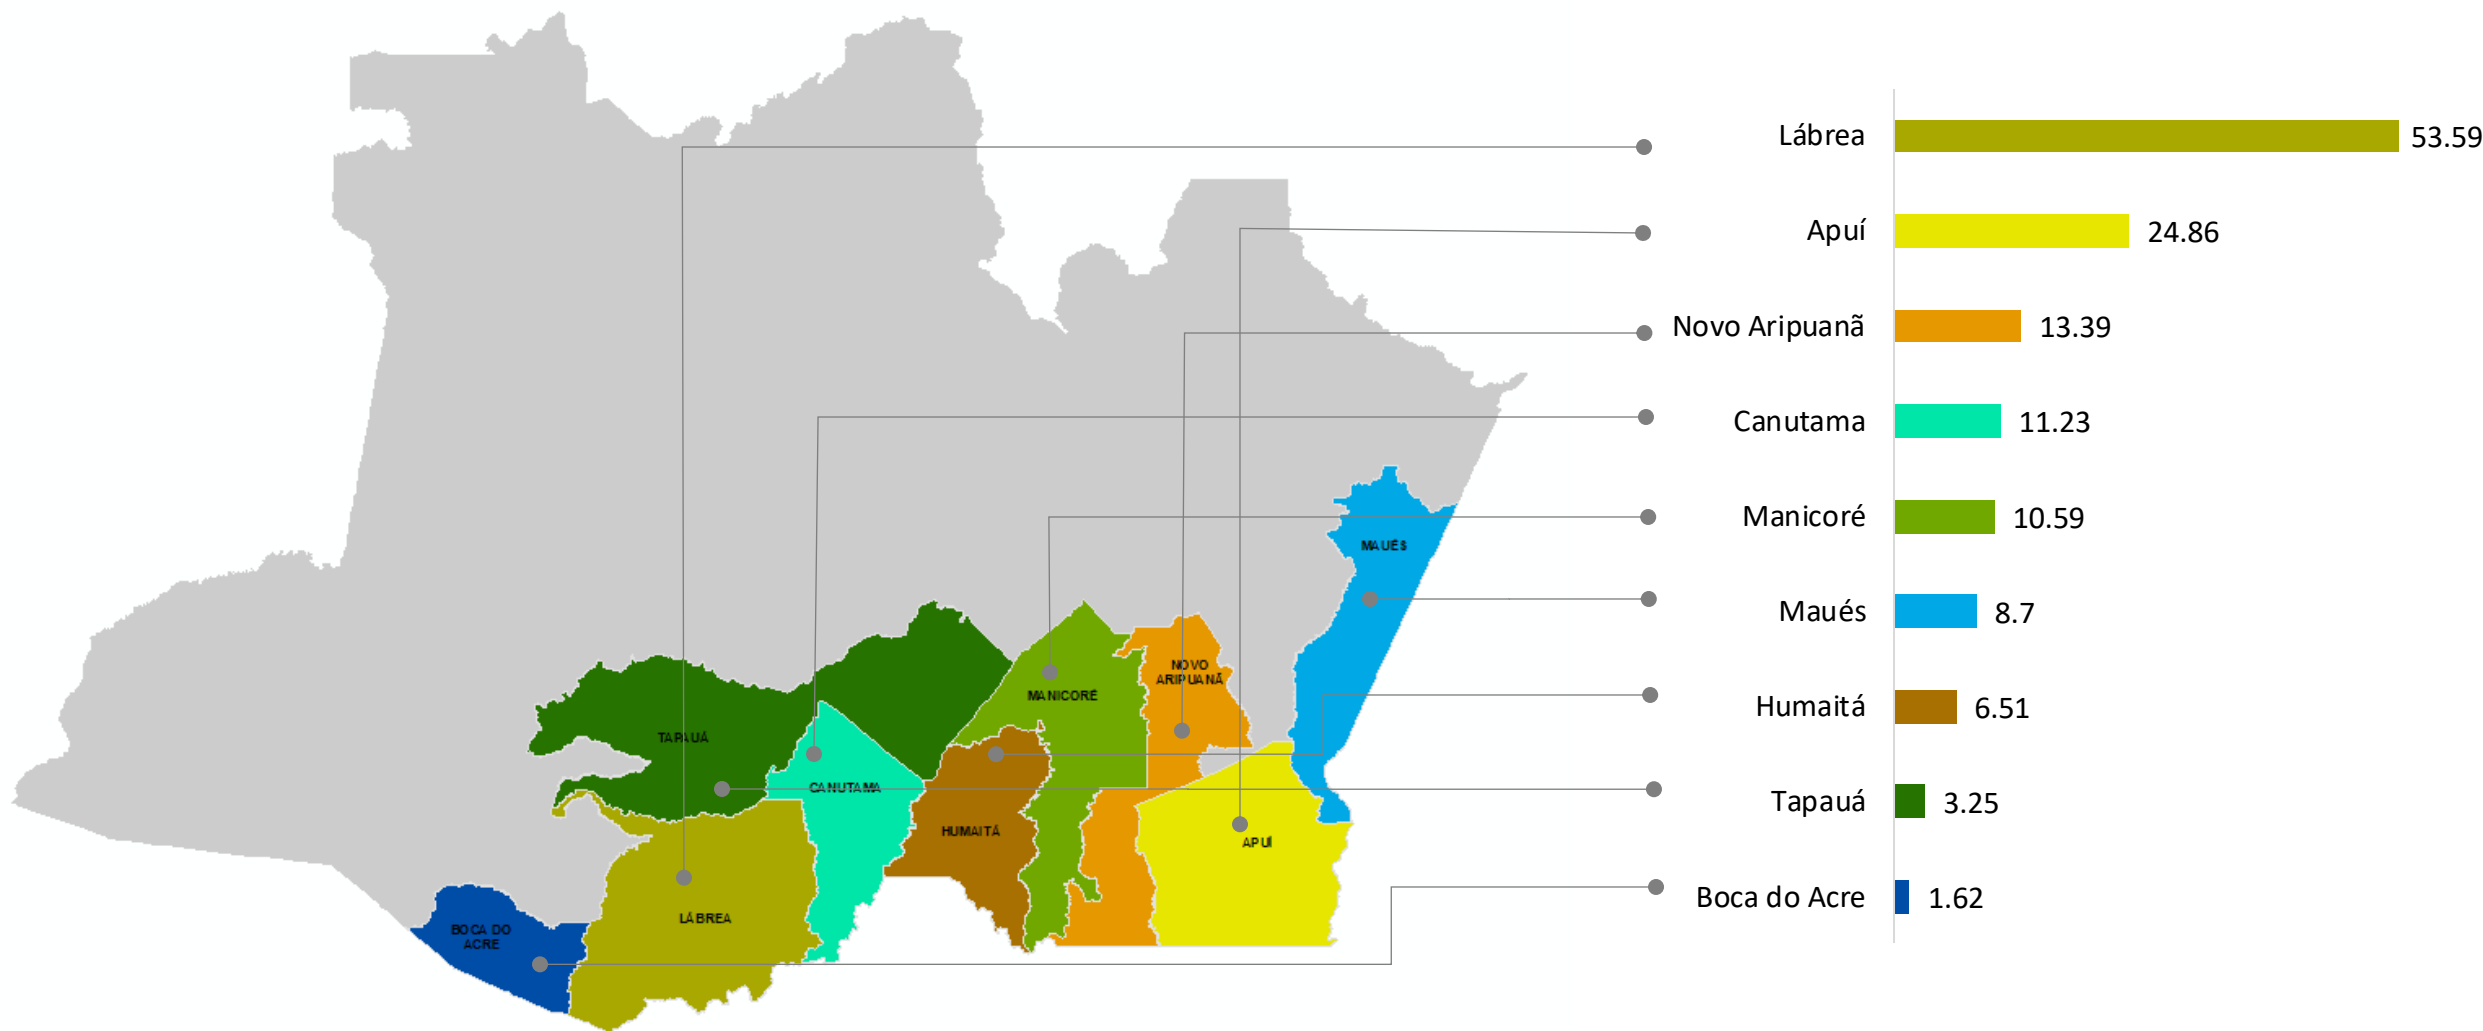 Lábrea 53.59
Apuí 24.86
Novo Aripuanã 13.39
Canutama 11.23
Manicoré 10.59
Maués 8.7
Humaitá 6.51
Tapauá 3.25
Boca do Acre 1.62
MAUÉS
NOVO
ARIPUANÃ
MANICORÉ
TAPAUÁ
CANUTAMA
HUMAITÁ
APUÍ
LÁBREA
BOCA DO
ACRE